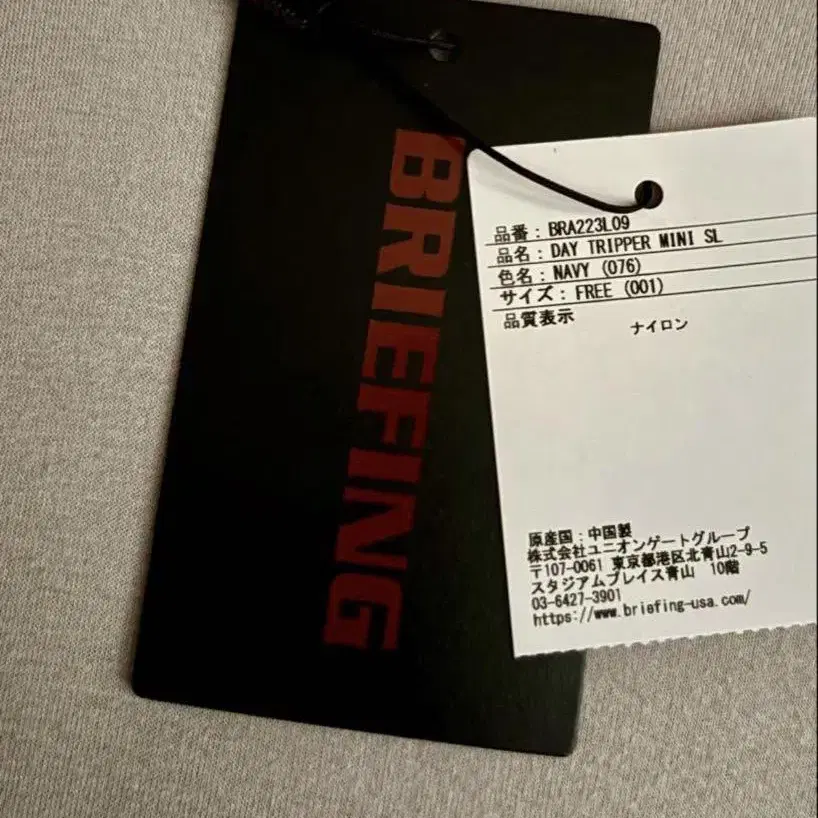 BRIEFING
品番：BRA223L09
品名：DAY TRIPPER MINI SL
色名：NAVY (076)
サイズ：FREE (001)
品質表示
ナイロン
原産国：中国製
株式会社ユニオンゲートグループ
〒107-0061 東京都港区北青山2-9-5
スタジアムプレイス青山 10階
03-6427-3901
https://www.briefing-usa.com/